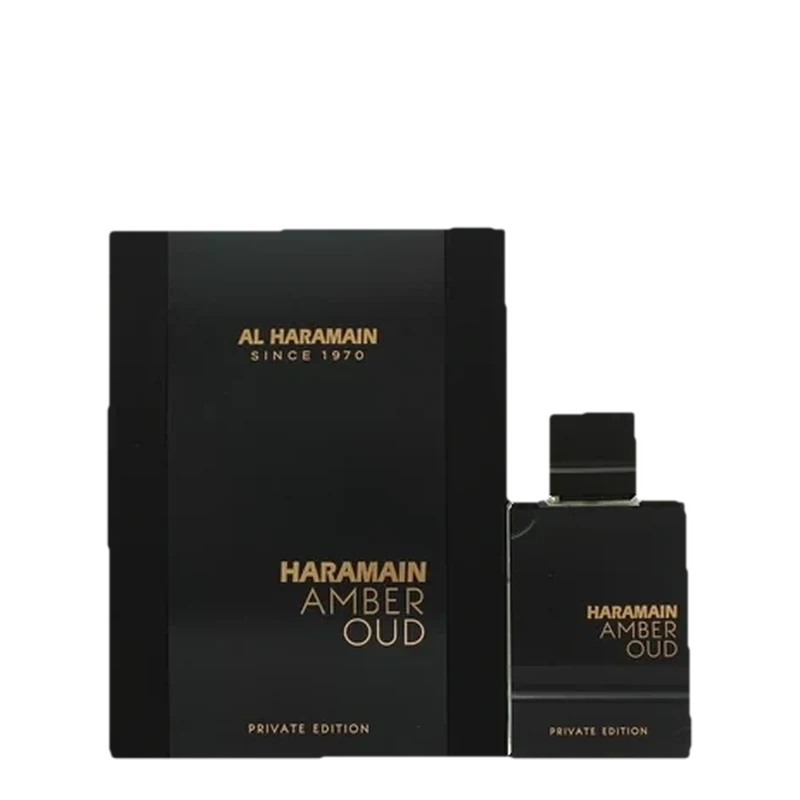 AL HARAMAIN
SINCE 1970
HARAMAIN
AMBER
OUD
PRIVATE EDITION
HARAMAIN
AMBER
OUD
PRIVATE EDITION